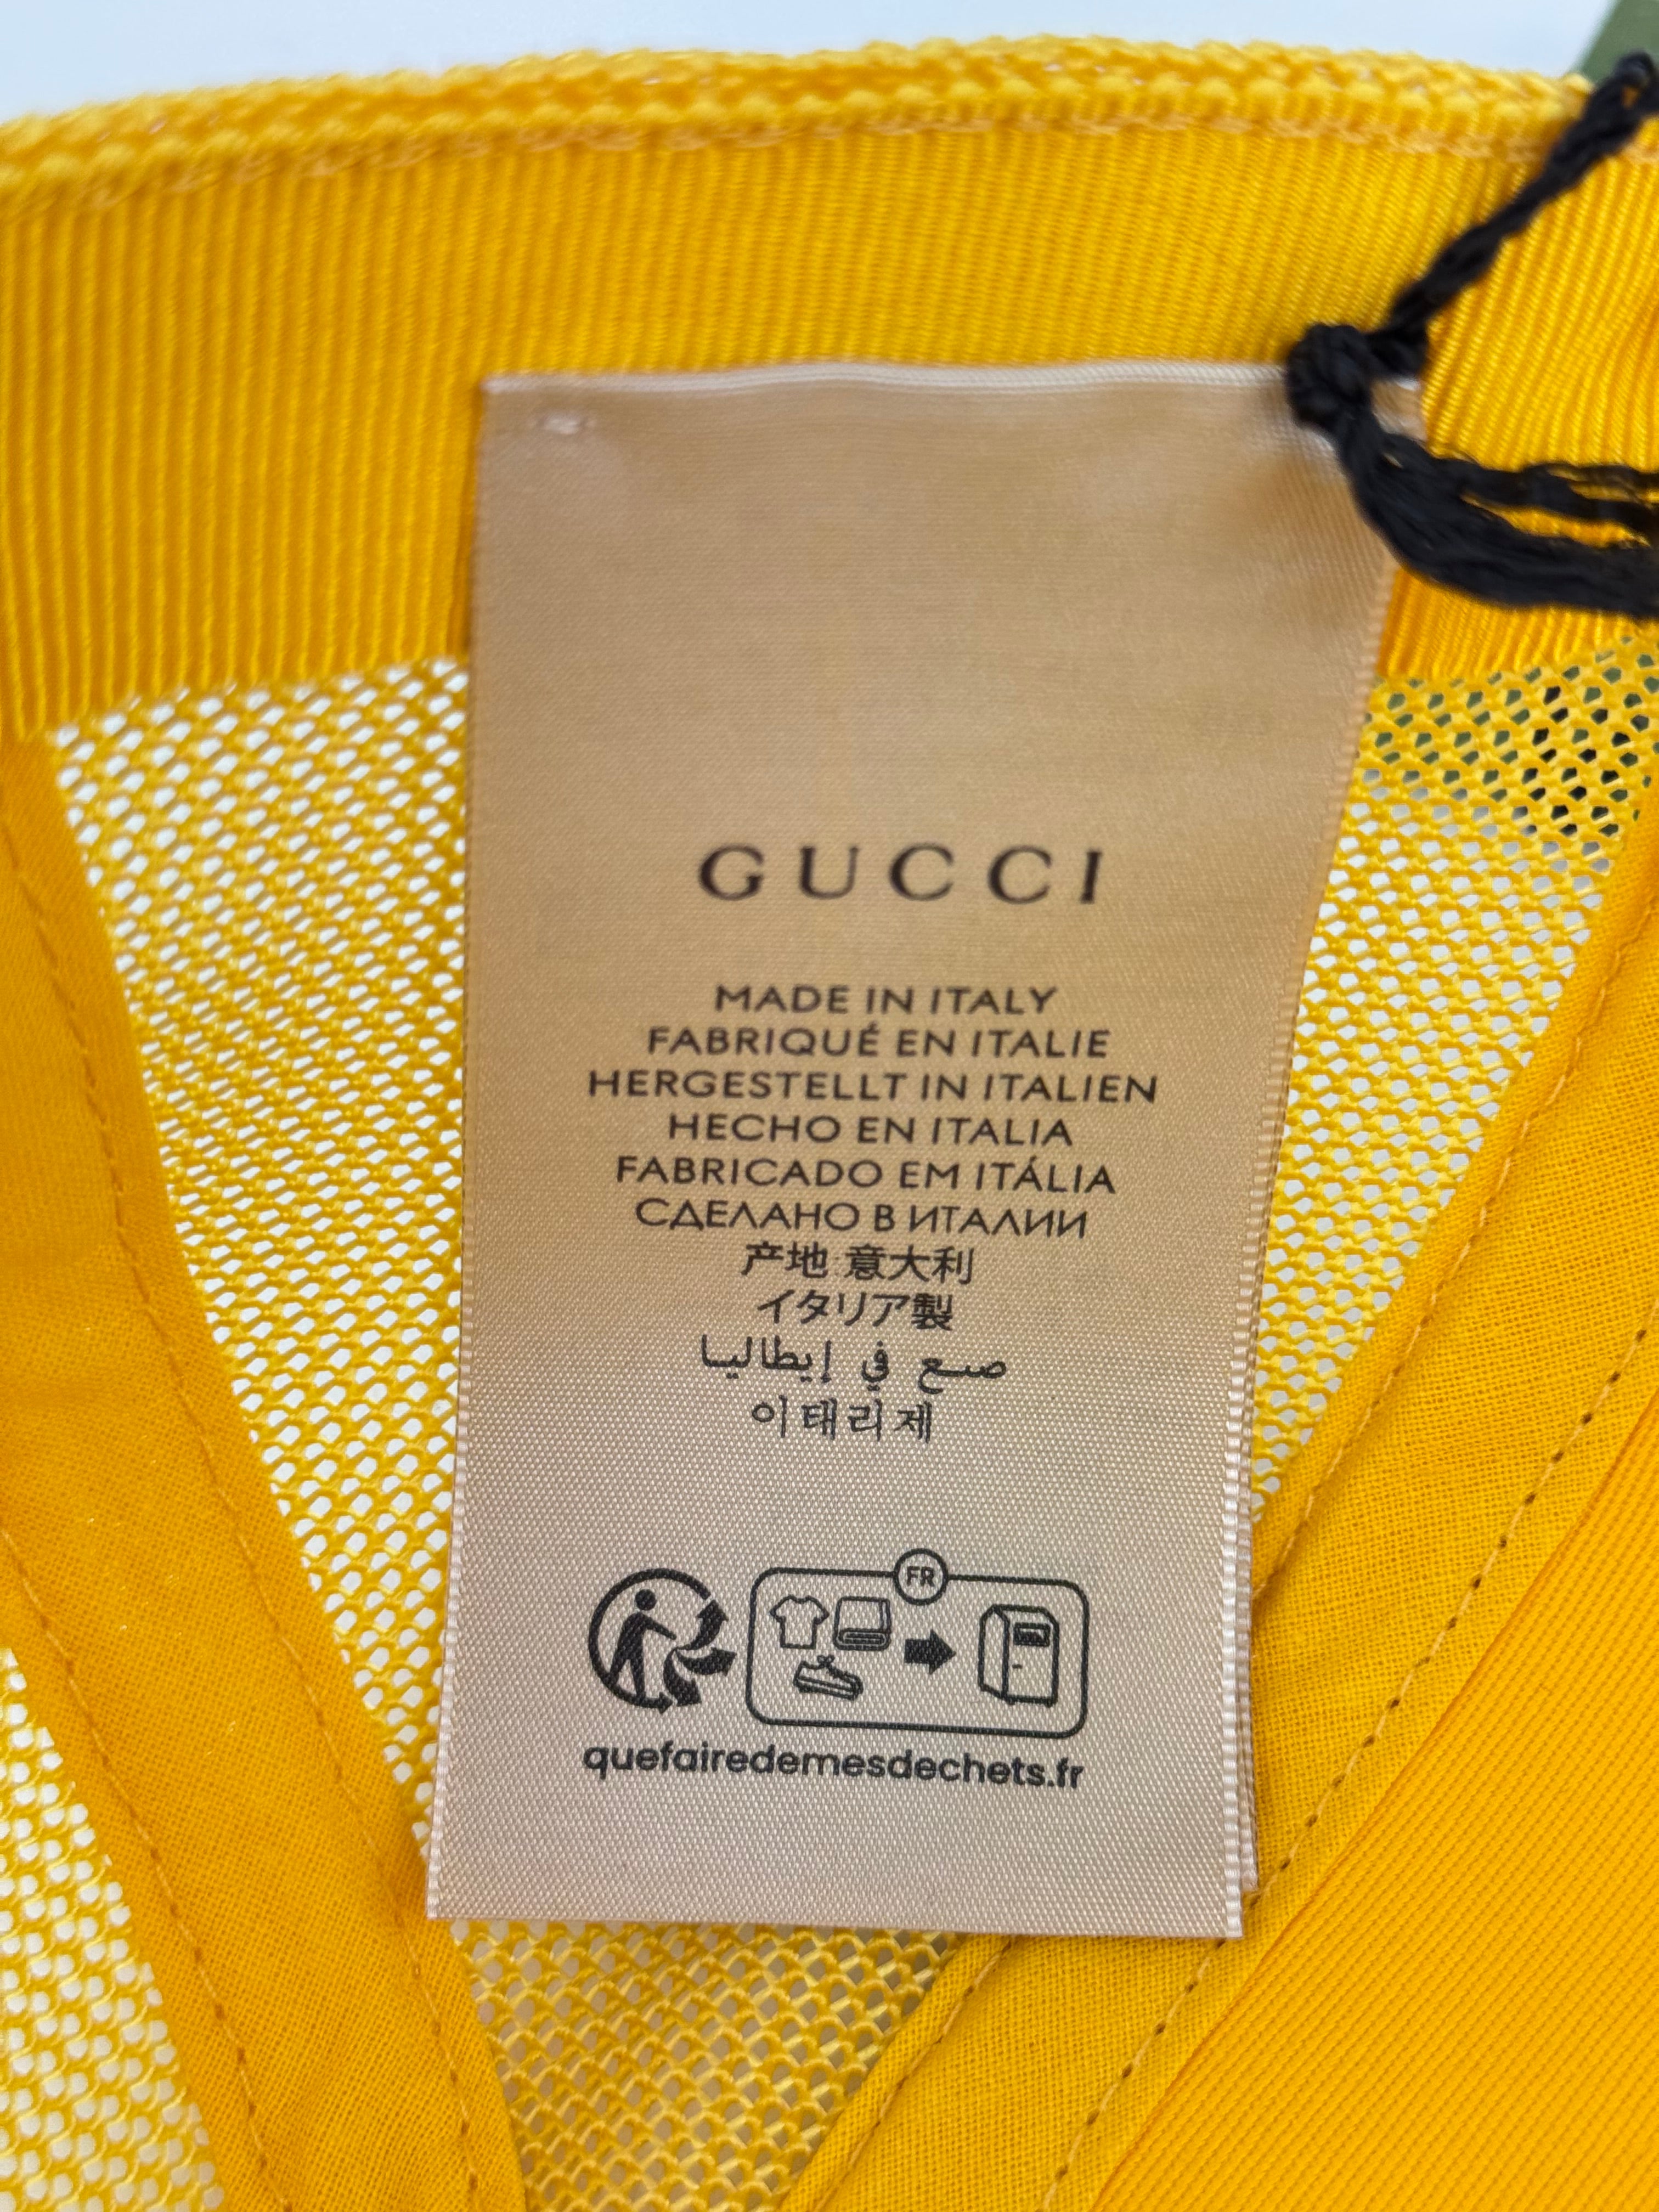 GUCCI
MADE IN ITALY
FABRIQUÉ EN ITALIE
HERGESTELLT IN ITALIEN
HECHO EN ITALIA
FABRICADO EM ITÁLIA
СДЕЛАНО В ИТАЛИИ
产地:意大利
イタリア製
صع في إيطاليا
이태리제
FR
quefairedemesdechets.fr